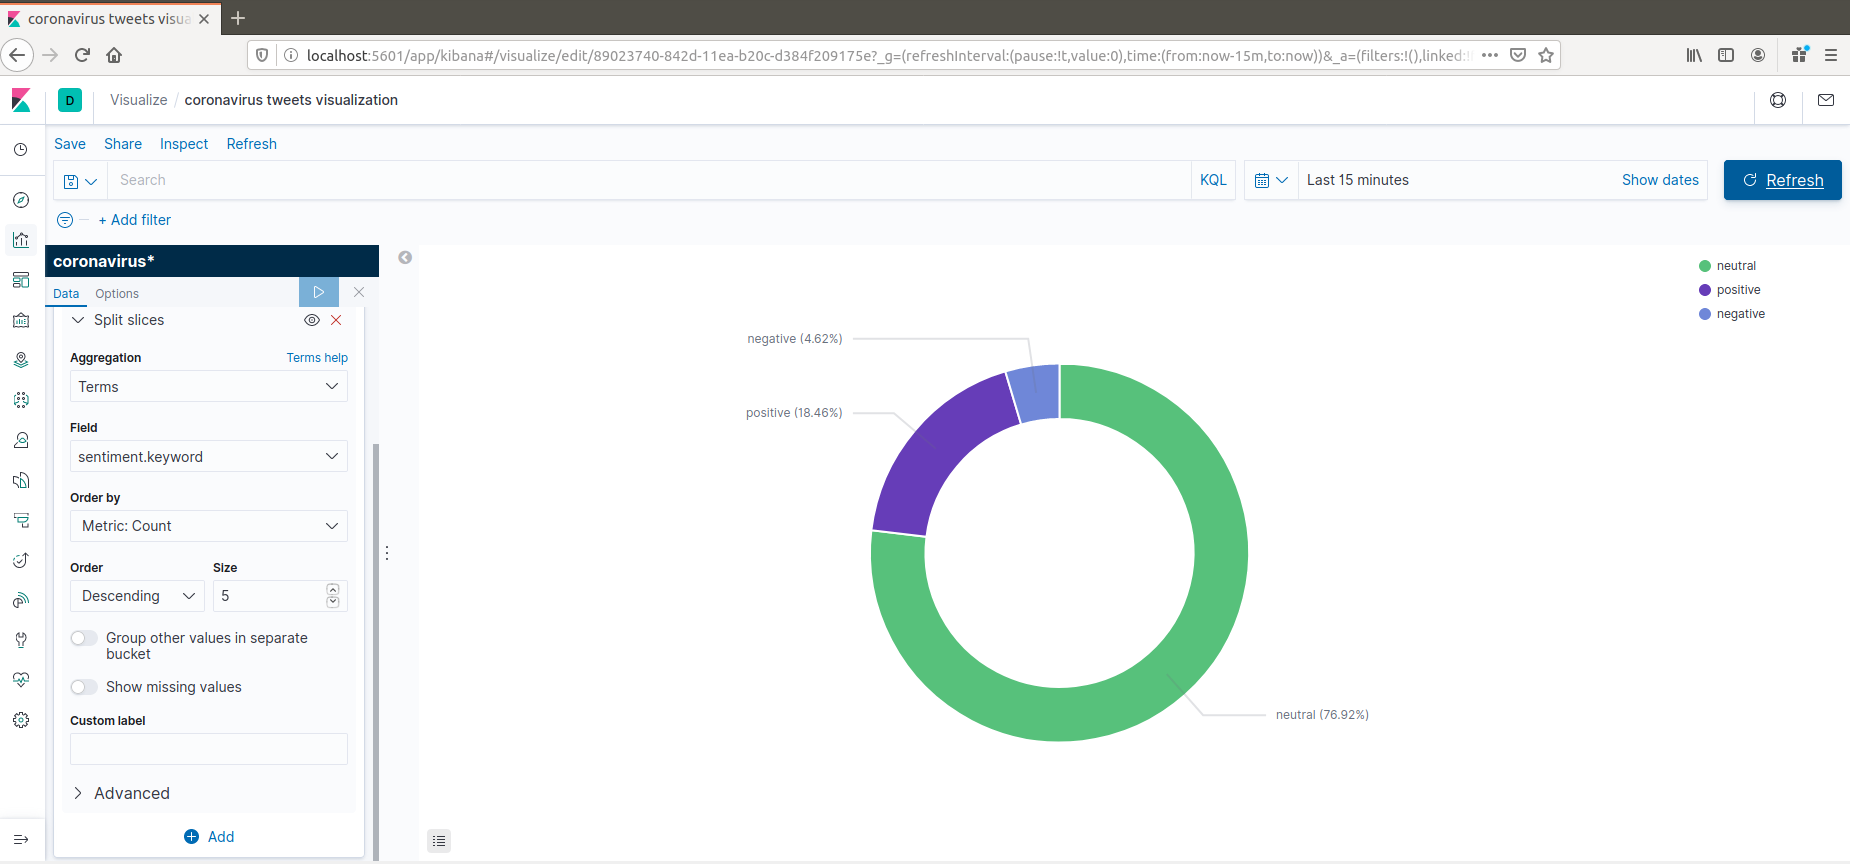 coronavirus tweets visua
localhost:5601/app/kibana#/visualize/edit/89023740-842d-11ea-b20c-d384f209175e?_g=(refreshInterval:(pause:!t,value:0),time:(from:now-15m,to:now))&_a=(filters:!(),linked:!
D
Visualize / coronavirus tweets visualization
Save Share Inspect Refresh
Search
KQL
Last 15 minutes
Show dates
Refresh
+ Add filter
coronavirus*
Data Options
Split slices
Aggregation
Terms help
Terms
Field
sentiment.keyword
Order by
Metric: Count
Order
Size
Descending
5
Group other values in separate
bucket
Show missing values
Custom label
Advanced
Add
neutral
positive
negative
negative (4.62%)
positive (18.46%)
neutral (76.92%)